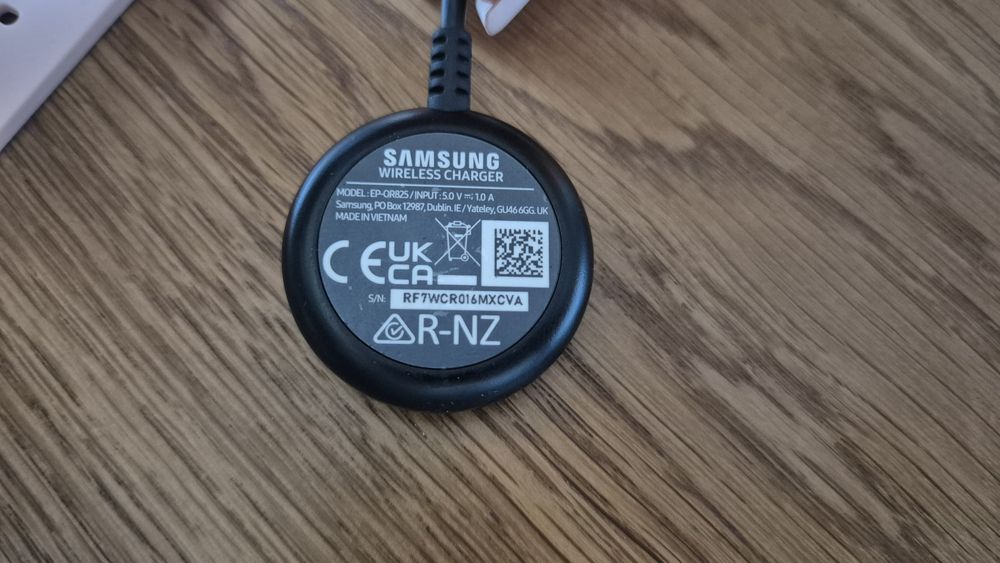 SAMSUNG
WIRELESS CHARGER
MODEL : EP-OR825 / INPUT : 5.0 V ⎓ 1.0 A
Samsung, PO Box 12987, Dublin. IE / Yateley, GU46 6GG. UK
MADE IN VIETNAM
CE UK
CA
S/N: RF7WCR016MXCVA
R-NZ